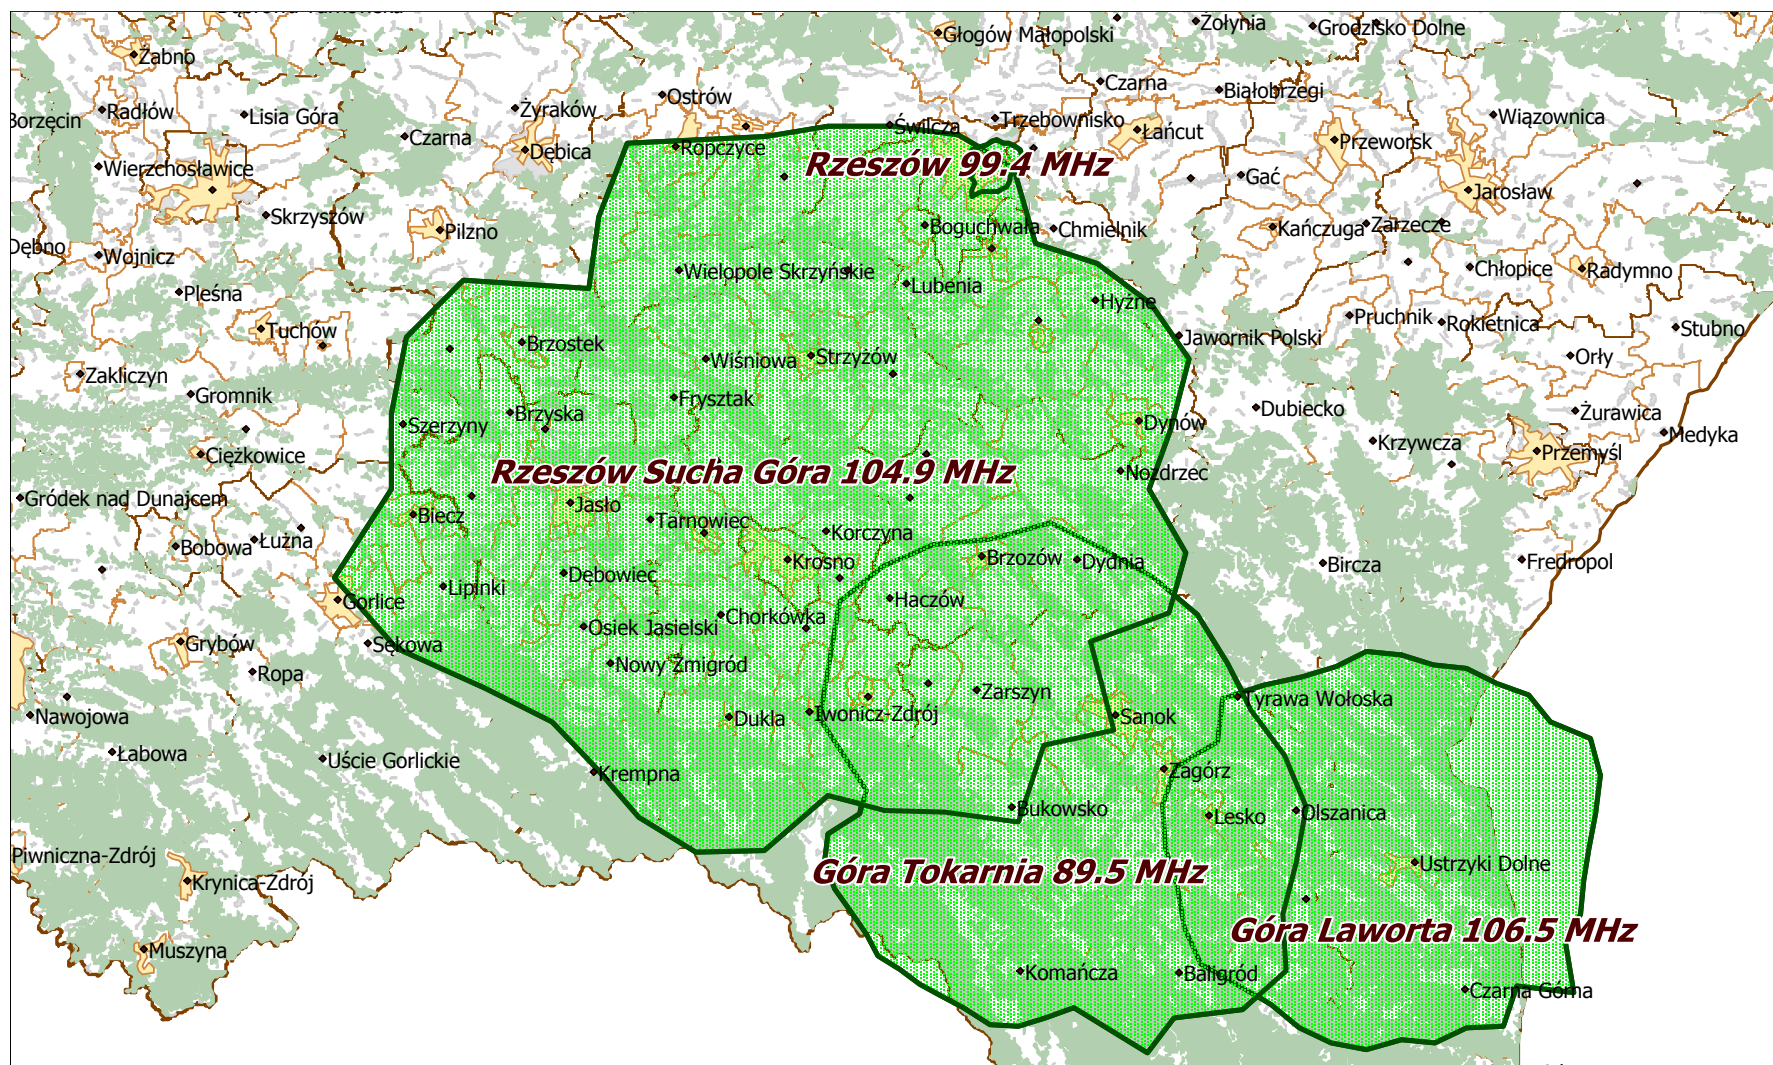 Żabno
Głogów Małopolski
Żołynia
Grodzisko Dolne
Radłów
Lisia Góra
Borzęcin
Żyraków
Ostrów
Czarna
Białobrzegi
Wiązownica
Czarna
Świlcza
Trzebownisko
Łańcut
Przeworsk
Dębica
Ropczyce
Rzeszów 99.4 MHz
Wierzchosławice
Gać
Jarosław
Skrzyszów
Pilzno
Boguchwała
Chmielnik
Kańczuga
Zarzecze
Dębno
Wojnicz
Wielopole Skrzyńskie
Lubenia
Chłopice
Radymno
Pleśna
Hyżne
Tuchów
Brzostek
Wiśniowa
Strzyżów
Jawornik Polski
Pruchnik
Rokietnica
Stubno
Orły
Zakliczyn
Gromnik
Frysztak
Szerzyny
Brzyska
Dynów
Dubiecko
Żurawica
Krzywcza
Medyka
Ciężkowice
Przemyśl
Rzeszów Sucha Góra 104.9 MHz
Nozdrzec
Gródek nad Dunajcem
Biecz
Jasło
Tarnowiec
Korczyna
Bobowa
Łużna
Krosno
Brzozów
Dydnia
Bircza
Fredropol
Lipinki
Dębowiec
Gorlice
Haczów
Chorkówka
Osiek Jasielski
Grybów
Sękowa
Ropa
Nowy Żmigród
Zarszyn
Tyrawa Wołoska
Nawojowa
Dukla
Iwonicz-Zdrój
Sanok
Łabowa
Uście Gorlickie
Krempna
Zagórz
Bukowsko
Lesko
Olszanica
Piwniczna-Zdrój
Krynica-Zdrój
Góra Tokarnia 89.5 MHz
Ustrzyki Dolne
Góra Laworta 106.5 MHz
Muszyna
Komańcza
Baligród
Czarna Górna